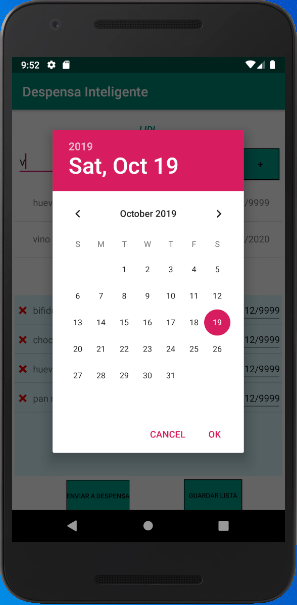 9:52
Despensa Inteligente
2019
Sat, Oct 19
v
+
huev
/9999
vino
/2020
October 2019
S M T W T F S
1 2 3 4 5
6 7 8 9 10 11 12
13 14 15 16 17 18 19
20 21 22 23 24 25 26
27 28 29 30 31
bifid
12/9999
choc
12/9999
huev
12/9999
pan
12/9999
CANCEL OK
ENVIAR A DESPENSA
GUARDAR LISTA